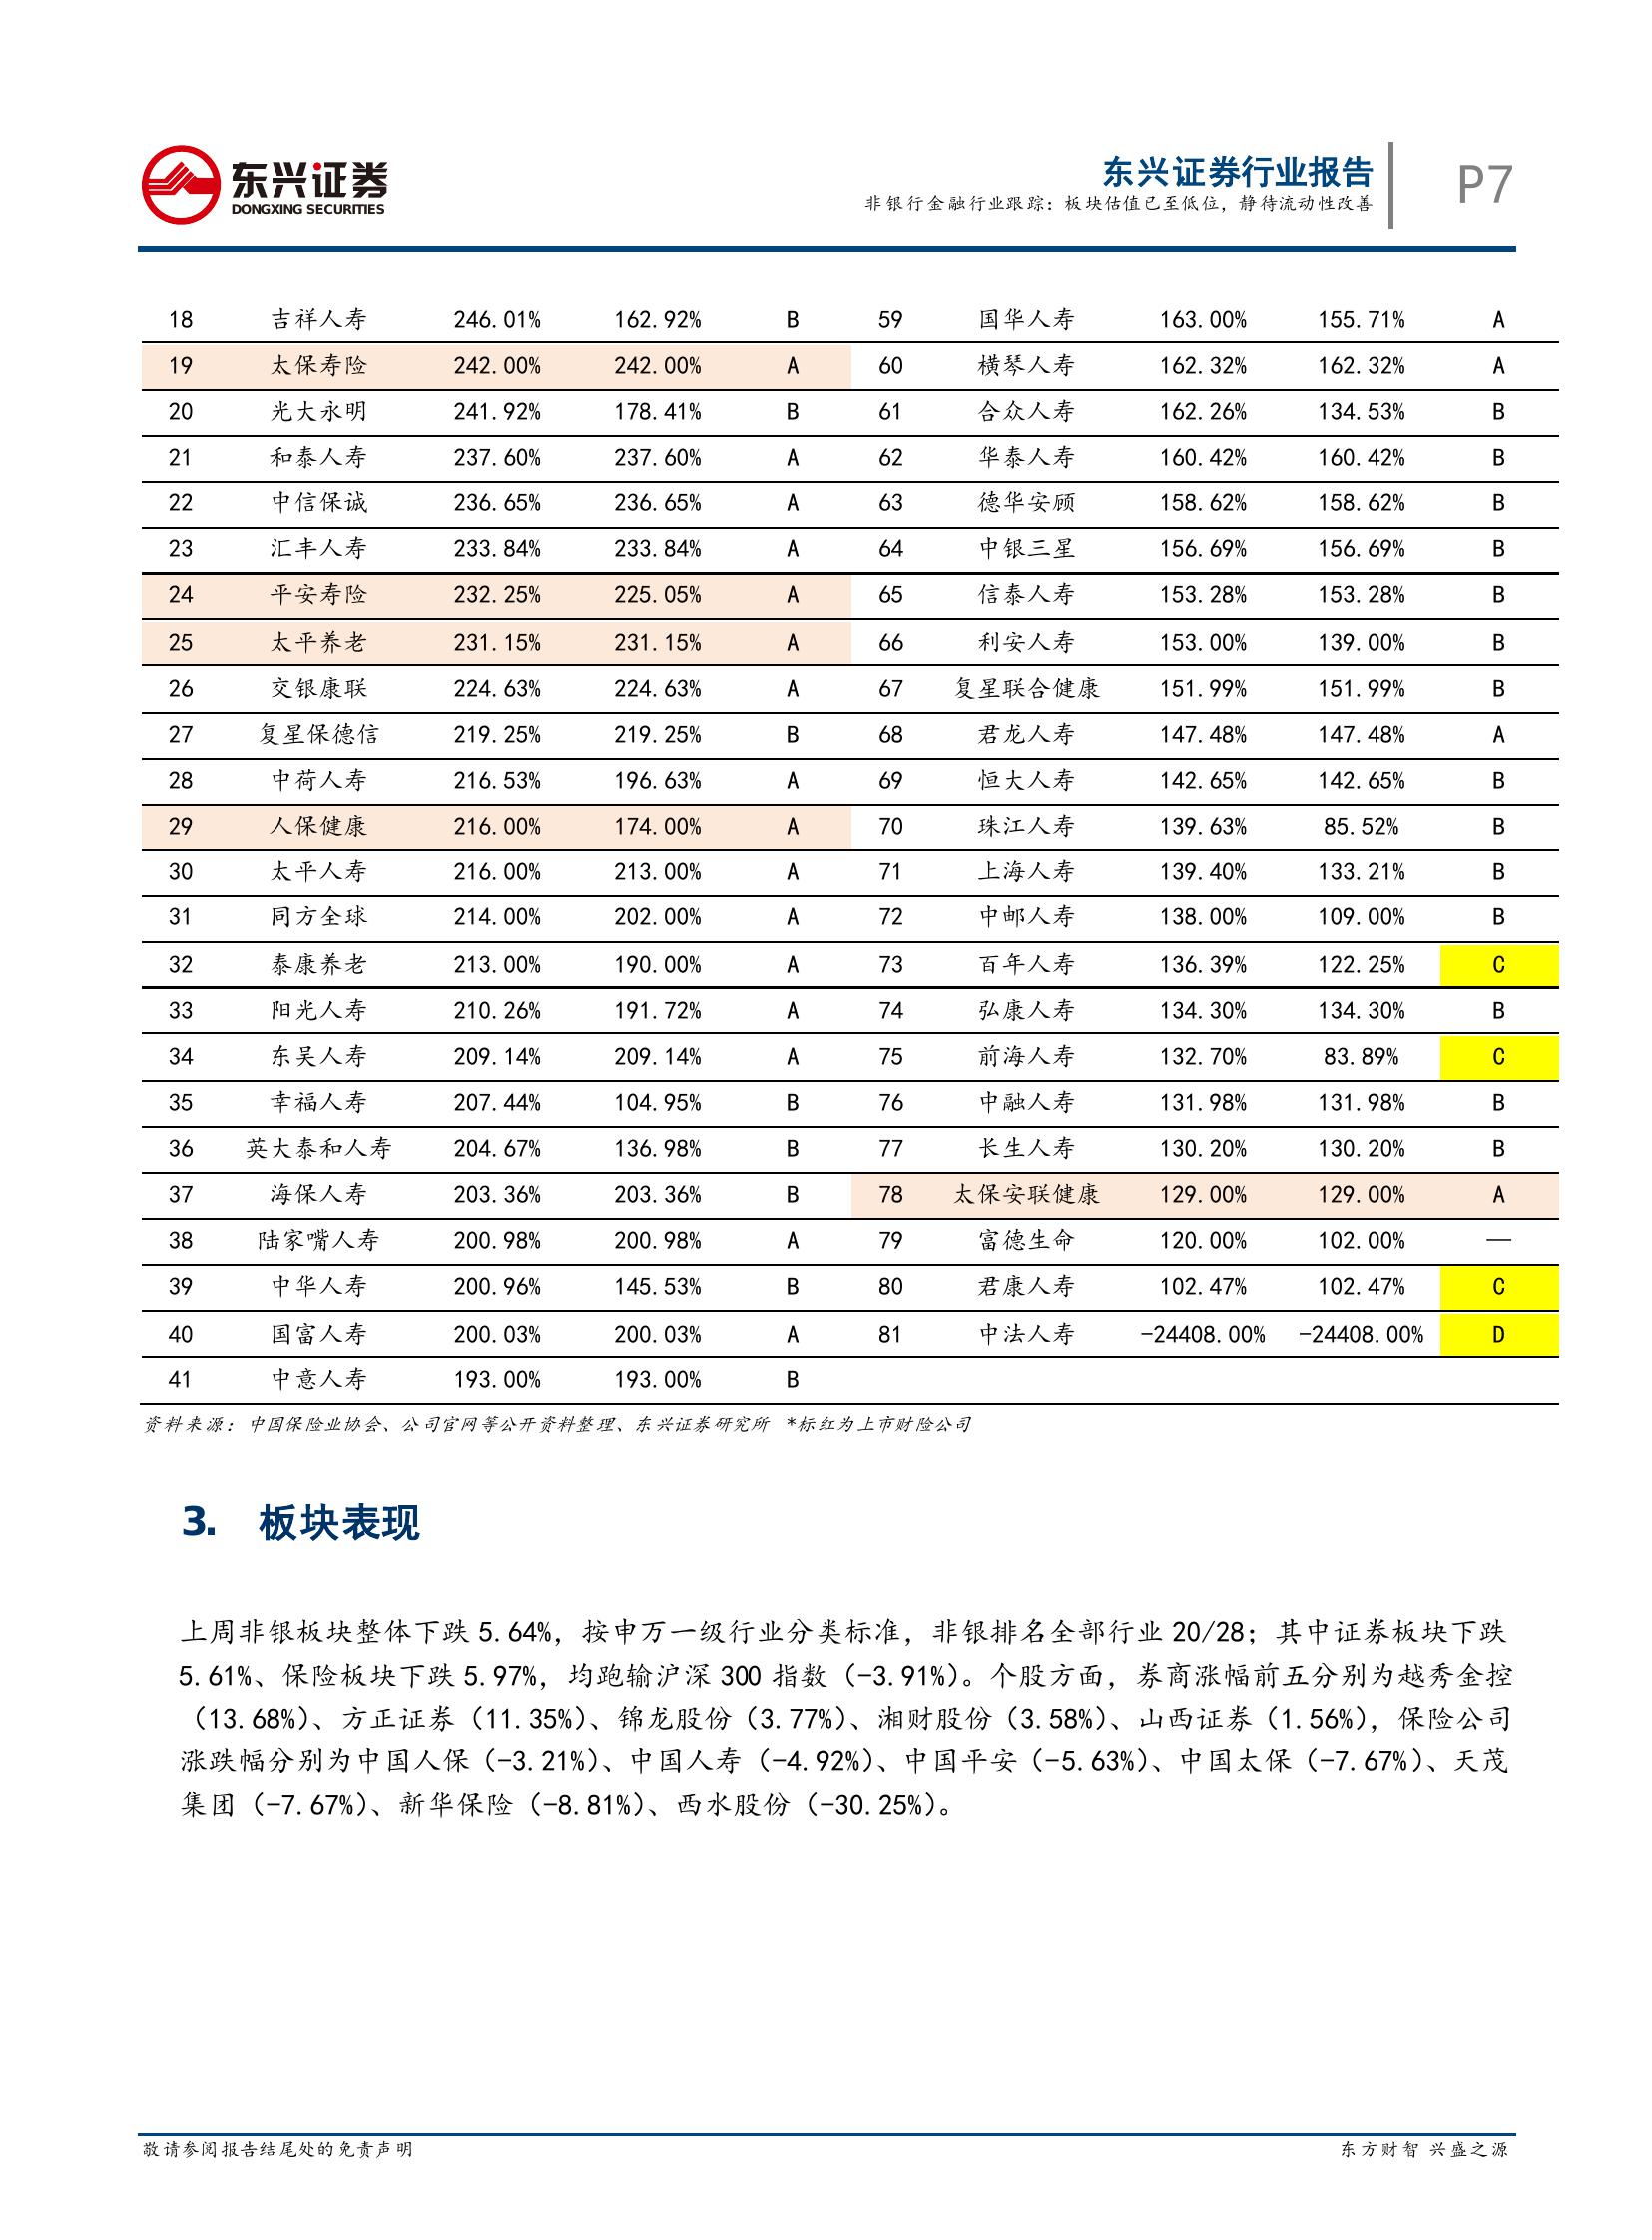 东兴证券
DONGXING SECURITIES
东兴证券行业报告
非银行金融行业跟踪：板块估值已至低位，静待流动性改善
P7
18 吉祥人寿 246.01% 162.92% B 59 国华人寿 163.00% 155.71% A
19 太保寿险 242.00% 242.00% A 60 横琴人寿 162.32% 162.32% A
20 光大永明 241.92% 178.41% B 61 合众人寿 162.26% 134.53% B
21 和泰人寿 237.60% 237.60% A 62 华泰人寿 160.42% 160.42% B
22 中信保诚 236.65% 236.65% A 63 德华安顾 158.62% 158.62% B
23 汇丰人寿 233.84% 233.84% A 64 中银三星 156.69% 156.69% B
24 平安寿险 232.25% 225.05% A 65 信泰人寿 153.28% 153.28% B
25 太平养老 231.15% 231.15% A 66 利安人寿 153.00% 139.00% B
26 交银康联 224.63% 224.63% A 67 复星联合健康 151.99% 151.99% B
27 复星保德信 219.25% 219.25% B 68 君龙人寿 147.48% 147.48% A
28 中荷人寿 216.53% 196.63% A 69 恒大人寿 142.65% 142.65% B
29 人保健康 216.00% 174.00% A 70 珠江人寿 139.63% 85.52% B
30 太平人寿 216.00% 213.00% A 71 上海人寿 139.40% 133.21% B
31 同方全球 214.00% 202.00% A 72 中邮人寿 138.00% 109.00% B
32 泰康养老 213.00% 190.00% A 73 百年人寿 136.39% 122.25% C
33 阳光人寿 210.26% 191.72% A 74 弘康人寿 134.30% 134.30% B
34 东吴人寿 209.14% 209.14% A 75 前海人寿 132.70% 83.89% C
35 幸福人寿 207.44% 104.95% B 76 中融人寿 131.98% 131.98% B
36 英大泰和人寿 204.67% 136.98% B 77 长生人寿 130.20% 130.20% B
37 海保人寿 203.36% 203.36% B 78 太保安联健康 129.00% 129.00% A
38 陆家嘴人寿 200.98% 200.98% A 79 富德生命 120.00% 102.00% —
39 中华人寿 200.96% 145.53% B 80 君康人寿 102.47% 102.47% C
40 国富人寿 200.03% 200.03% A 81 中法人寿 -24408.00% -24408.00% D
41 中意人寿 193.00% 193.00% B
资料来源：中国保险业协会、公司官网等公开资料整理、东兴证券研究所 *标红为上市财险公司
3. 板块表现
上周非银板块整体下跌 5.64%，按申万一级行业分类标准，非银排名全部行业 20/28；其中证券板块下跌
5.61%、保险板块下跌 5.97%，均跑输沪深 300 指数（-3.91%）。个股方面，券商涨幅前五分别为越秀金控
（13.68%）、方正证券（11.35%）、锦龙股份（3.77%）、湘财股份（3.58%）、山西证券（1.56%），保险公司
涨跌幅分别为中国人保（-3.21%）、中国人寿（-4.92%）、中国平安（-5.63%）、中国太保（-7.67%）、天茂
集团（-7.67%）、新华保险（-8.81%）、西水股份（-30.25%）。
敬请参阅报告结尾处的免责声明
东方财智 兴盛之源